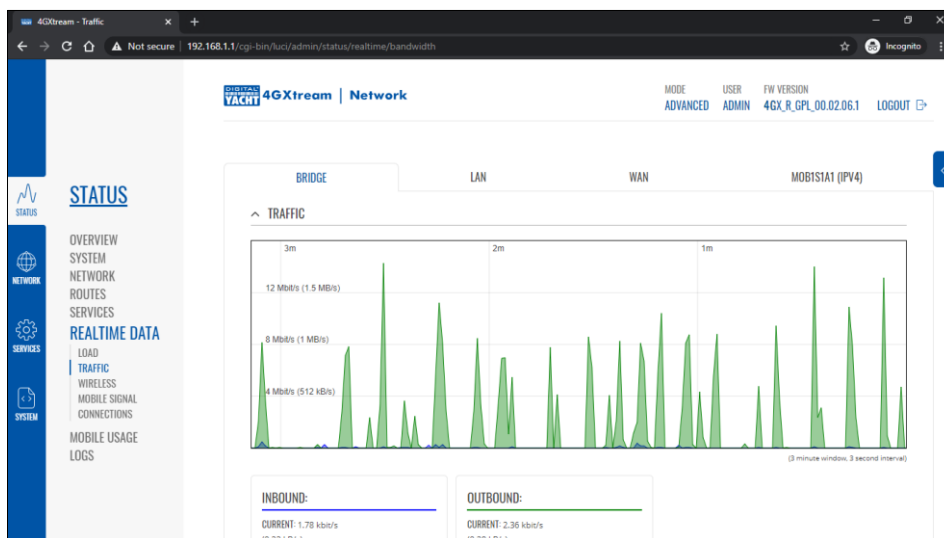 4GXtream - Traffic
Not secure | 192.168.1.1/cgi-bin/luci/admin/status/realtime/bandwidth
Incognito
DIGITAL YACHT 4GXtream | Network
MODE USER FW VERSION
ADVANCED ADMIN 4GX_R_GPL_00.02.06.1 LOGOUT
BRIDGE LAN WAN MOB1S1A1 (IPV4)
STATUS
NETWORK
SERVICES
SYSTEM
STATUS
OVERVIEW
SYSTEM
NETWORK
ROUTES
SERVICES
REALTIME DATA
LOAD
TRAFFIC
WIRELESS
MOBILE SIGNAL
CONNECTIONS
MOBILE USAGE
LOGS
TRAFFIC
3m 2m 1m
12 Mbit/s (1.5 MB/s)
8 Mbit/s (1 MB/s)
4 Mbit/s (512 kB/s)
(3 minute window, 3 second interval)
INBOUND: OUTBOUND:
CURRENT: 1.78 kbit/s CURRENT: 2.36 kbit/s